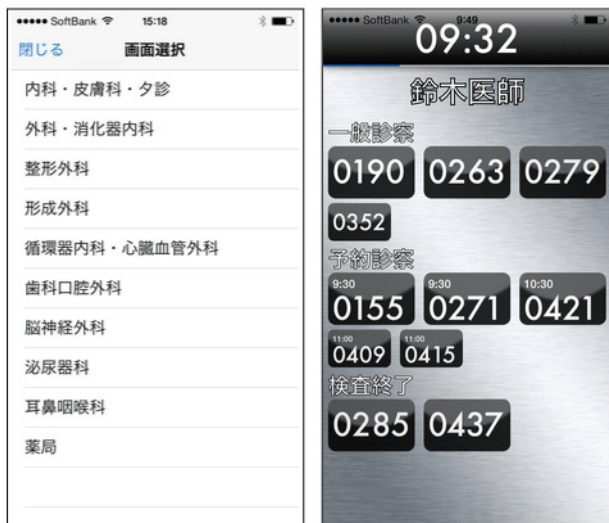 SoftBank 15:18
閉じる 画面選択
内科・皮膚科・夕診
外科・消化器内科
整形外科
形成外科
循環器内科・心臓血管外科
歯科口腔外科
脳神経外科
泌尿器科
耳鼻咽喉科
薬局
SoftBank 9:49
09:32
鈴木医師
一般診察
0190 0263 0279
0352
予約診察
9:30 9:30 10:30
0155 0271 0421
11:00 11:00
0409 0415
検査終了
0285 0437